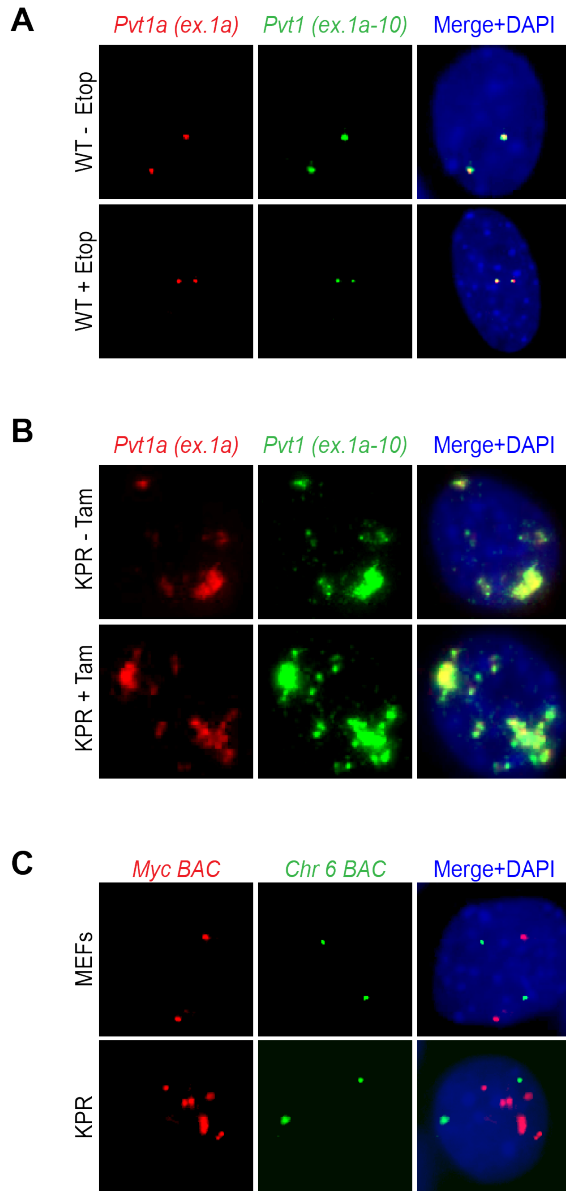 A
Pvt1a (ex.1a) Pvt1 (ex.1a-10) Merge+DAPI
WT - Etop
WT + Etop
B
Pvt1a (ex.1a) Pvt1 (ex.1a-10) Merge+DAPI
KPR - Tam
KPR + Tam
C
Myc BAC Chr 6 BAC Merge+DAPI
MEFs
KPR